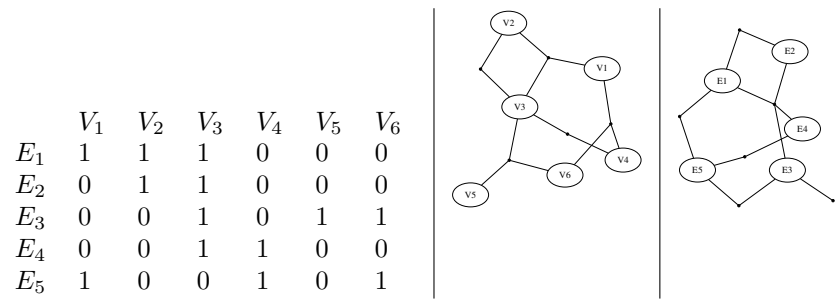 V1 V2 V3 V4 V5 V6
E1 1 1 1 0 0 0
E2 0 1 1 0 0 0
E3 0 0 1 0 1 1
E4 0 0 1 1 0 0
E5 1 0 0 1 0 1
V2
V1
V3
V4
V6
V5
E2
E1
E4
E5
E3